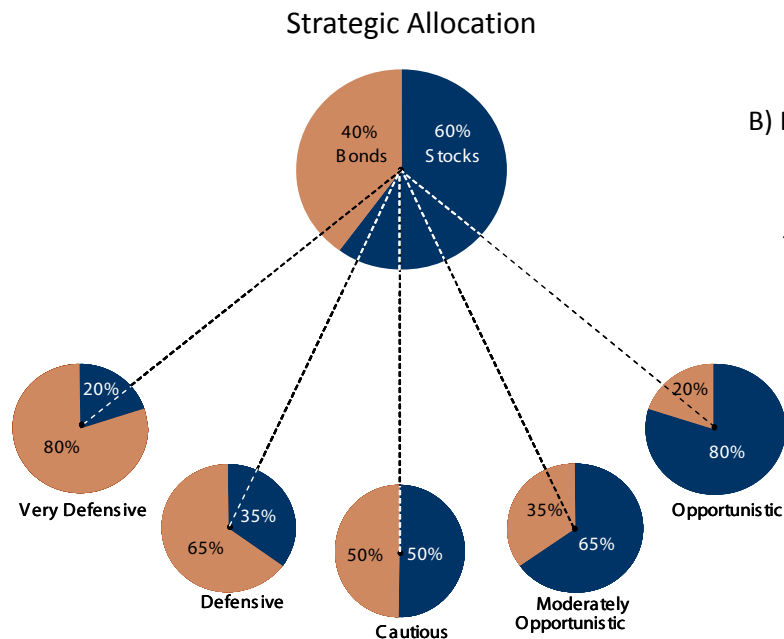 Strategic Allocation
40%
Bonds
60%
Stocks
B)
20%
80%
Very Defensive
35%
65%
Defensive
50%
50%
Cautious
35%
65%
Moderately
Opportunistic
20%
80%
Opportunistic